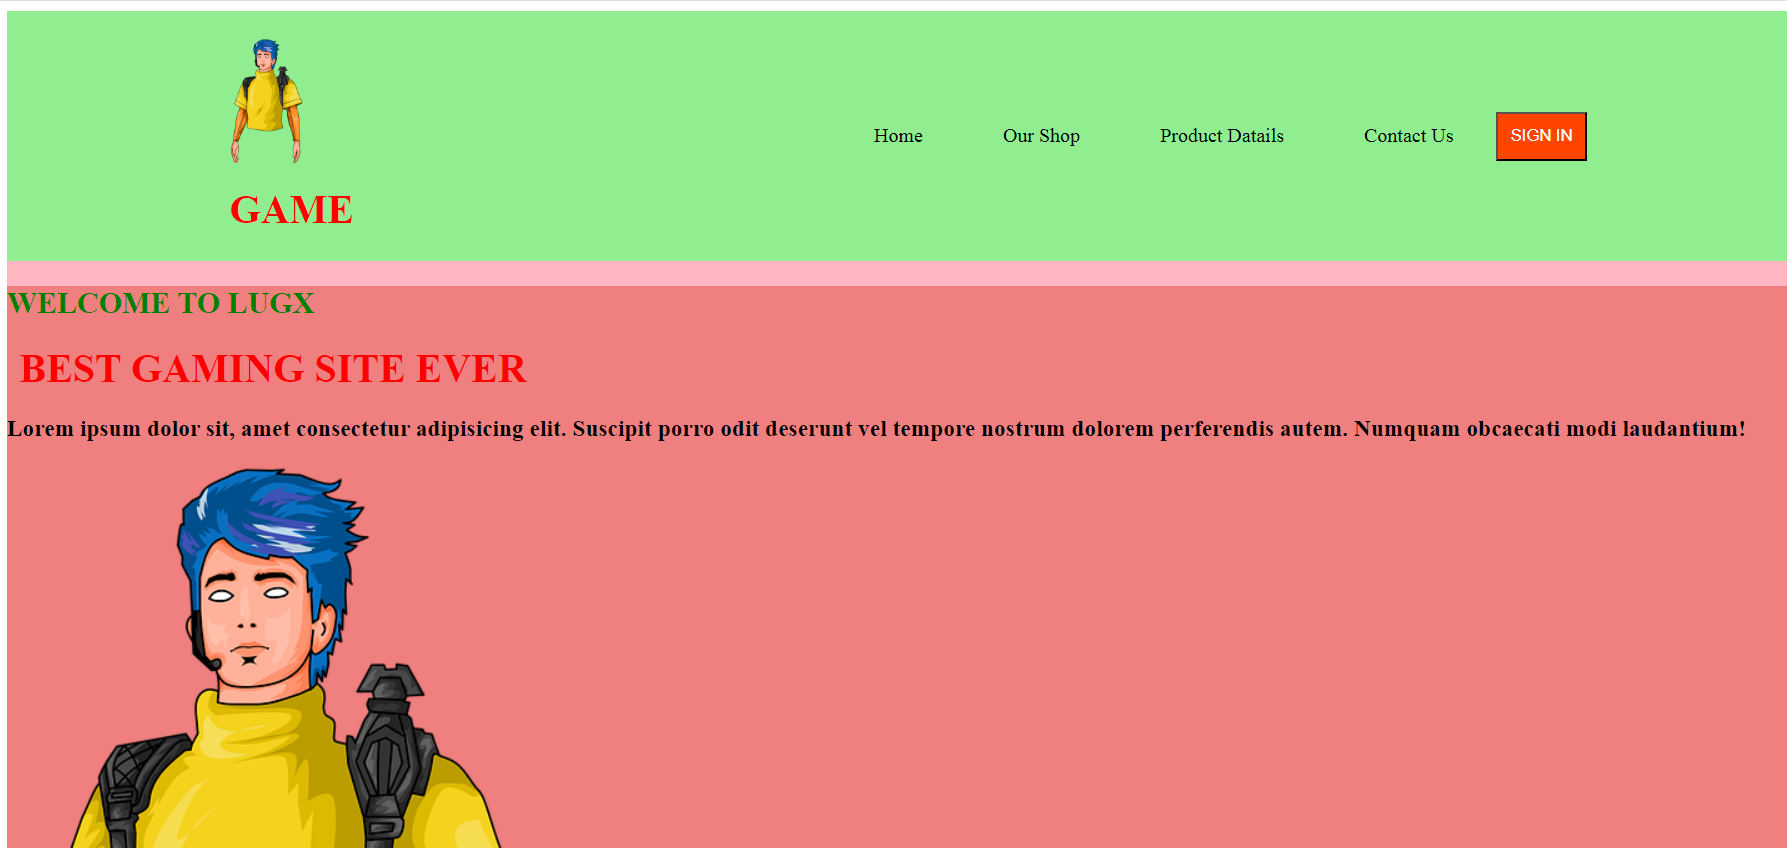 Home
Our Shop
Product Datails
Contact Us
SIGN IN
GAME
WELCOME TO LUGX
BEST GAMING SITE EVER
Lorem ipsum dolor sit, amet consectetur adipisicing elit. Suscipit porro odit deserunt vel tempore nostrum dolorem perferendis autem. Numquam obcaecati modi laudantium!